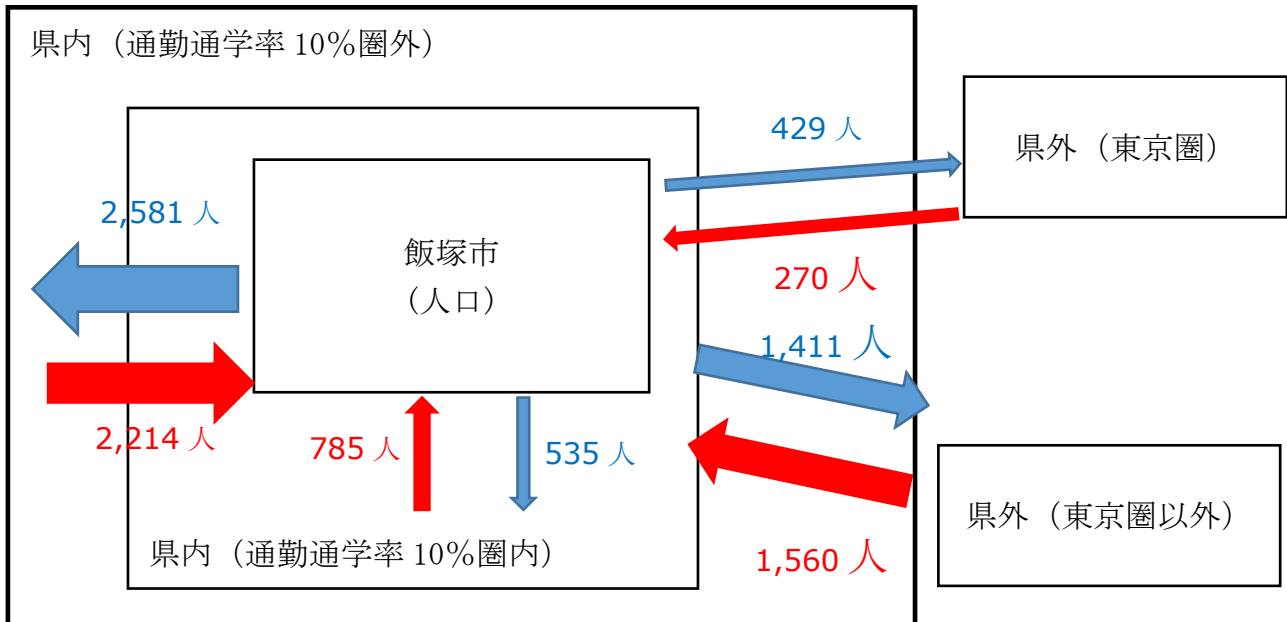 県内（通勤通学率 10％圏外）
429 人
県外（東京圏）
2,581 人
飯塚市
（人口）
270 人
1,411 人
2,214 人
785 人
535 人
県外（東京圏以外）
県内（通勤通学率 10％圏内）
1,560 人